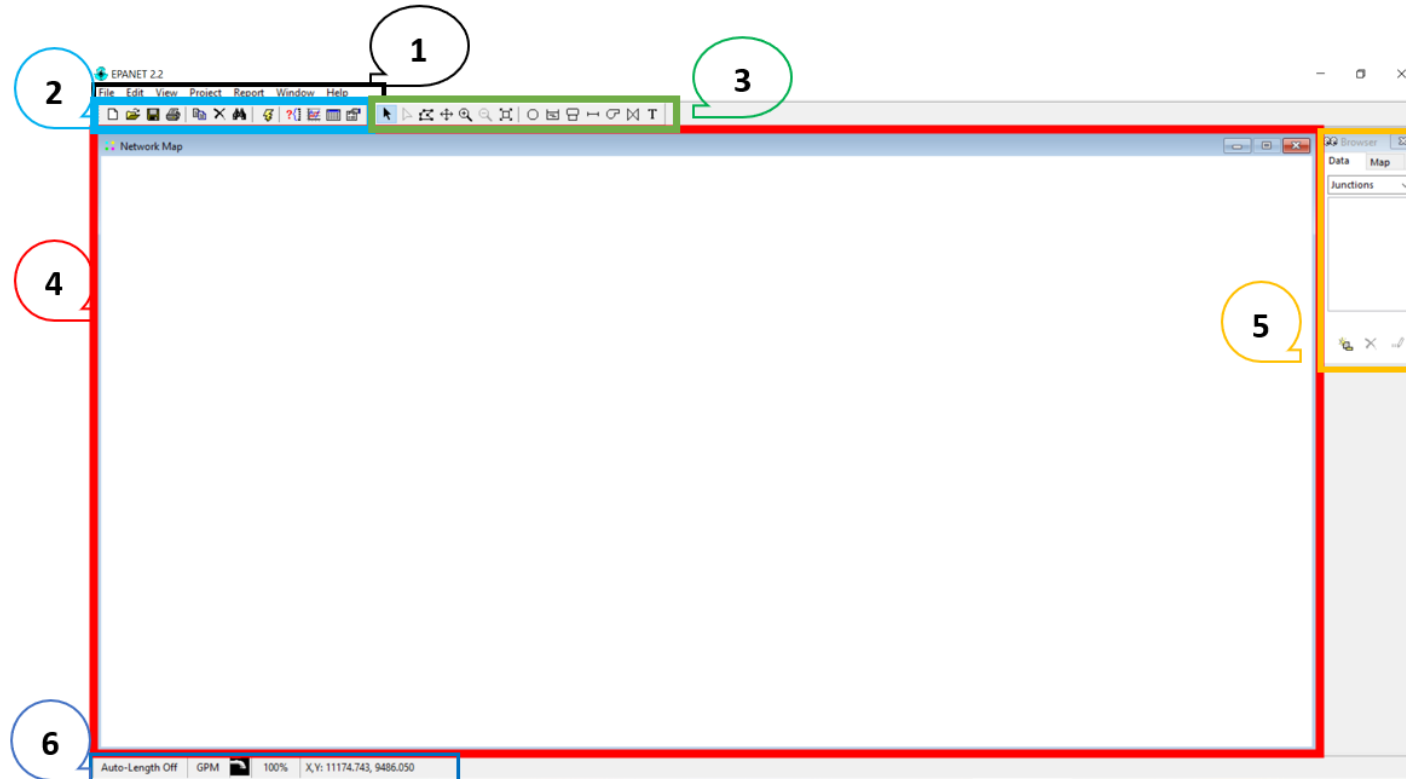 1
EPANET 2.2
2
3
File Edit View Project Report Window Help
T
Network Map
Browser
Data Map
Junctions
4
5
6
Auto-Length Off GPM 100% X,Y: 11174.743, 9486.050